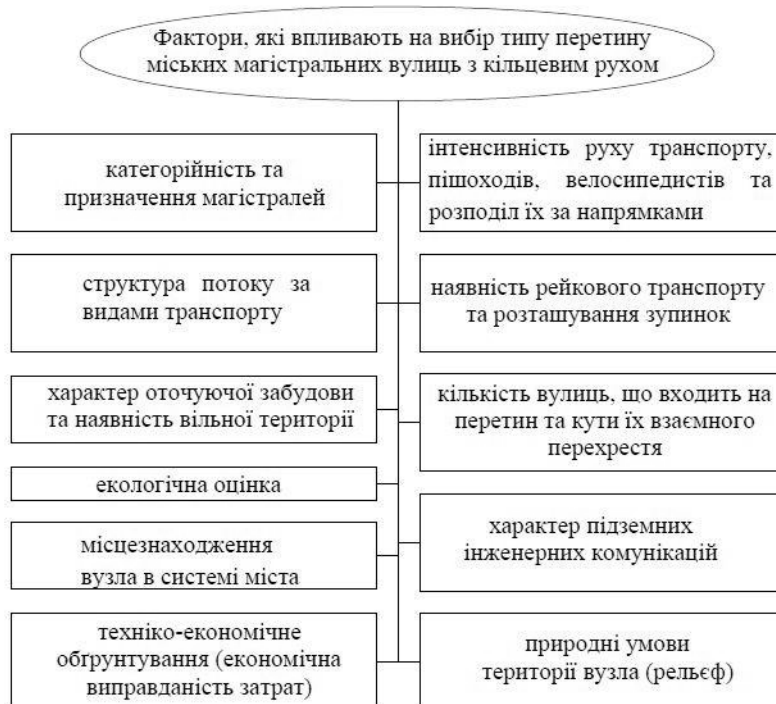 Фактори, які впливають на вибір типу перетину
міських магістральних вулиць з кільцевим рухом
категорійність та
призначення магістралей
інтенсивність руху транспорту,
пішоходів, велосипедистів та
розподіл їх за напрямками
структура потоку за
видами транспорту
наявність рейкового транспорту
та розташування зупинок
характер оточуючої забудови
та наявність вільної території
кількість вулиць, що входить на
перетин та кути їх взаємного
перехрестя
екологічна оцінка
характер підземних
інженерних комунікацій
місцезнаходження
вузла в системі міста
техніко-економічне
обґрунтування (економічна
виправданість затрат)
природні умови
території вузла (рельєф)